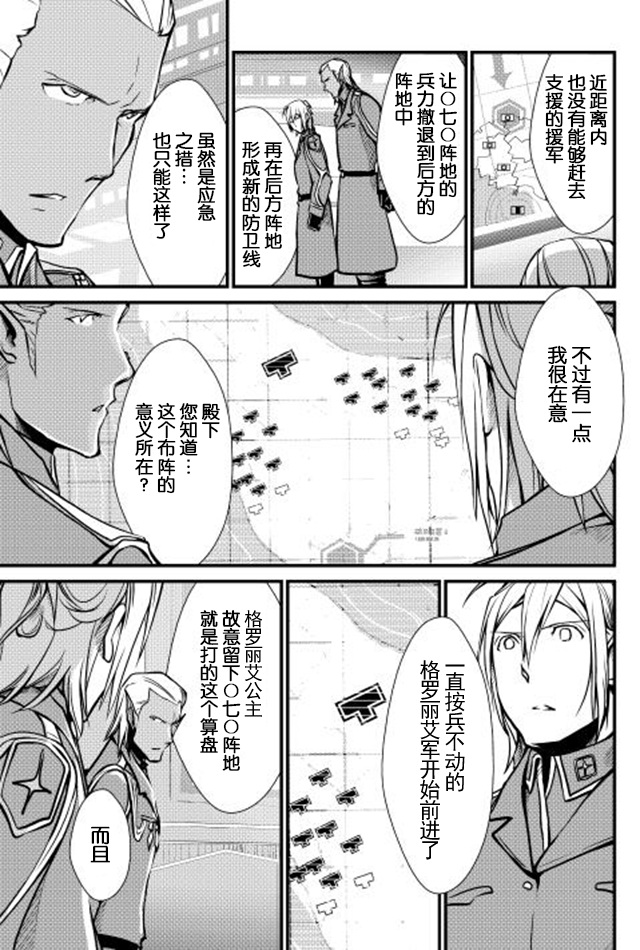 近距离内
也没有能够赶去
支援的援军
让〇七〇阵地的
兵力撤退到后方的
阵地中
再在后方阵地
形成新的防卫线
虽然是应急
之措…
也只能这样了
不过有一点
我很在意
殿下
您知道…
这个布阵的
意义所在？
一直按兵不动的
格罗丽艾军开始前进了
格罗丽艾公主
故意留下〇七〇阵地
就是打的这个算盘
而且